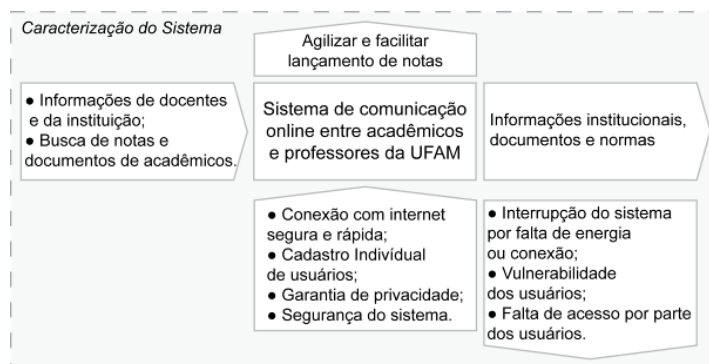 Caracterização do Sistema
Agilizar e facilitar
lançamento de notas
● Informações de docentes
e da instituição;
● Busca de notas e
documentos de acadêmicos.
Sistema de comunicação
online entre acadêmicos
e professores da UFAM
Informações institucionais,
documentos e normas
● Conexão com internet
segura e rápida;
● Cadastro Indivídual
de usuários;
● Garantia de privacidade;
● Segurança do sistema.
● Interrupção do sistema
por falta de energia
ou conexão;
● Vulnerabilidade
dos usuários;
● Falta de acesso por parte
dos usuários.